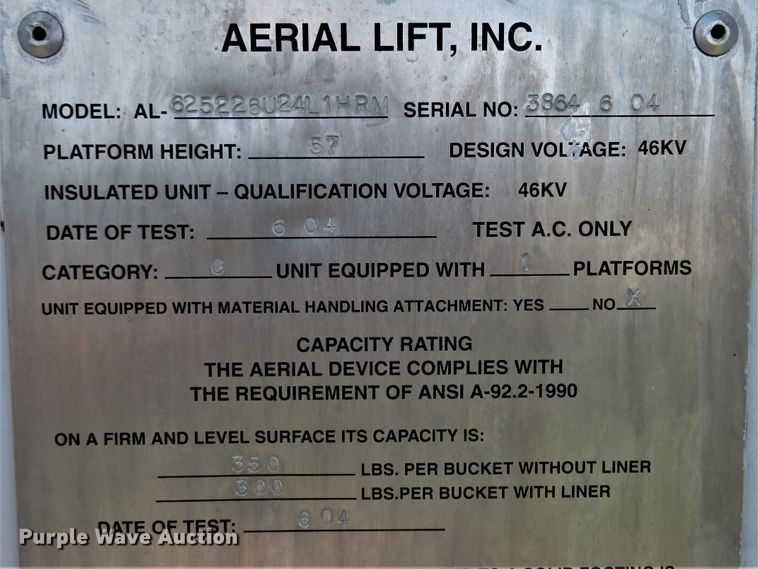 AERIAL LIFT, INC.
MODEL: AL-625226U24L1HRM SERIAL NO: 3864 6 04
PLATFORM HEIGHT: 57 DESIGN VOLTAGE: 46KV
INSULATED UNIT – QUALIFICATION VOLTAGE: 46KV
DATE OF TEST: 6 04 TEST A.C. ONLY
CATEGORY: C UNIT EQUIPPED WITH 1 PLATFORMS
UNIT EQUIPPED WITH MATERIAL HANDLING ATTACHMENT: YES ____ NO X
CAPACITY RATING
THE AERIAL DEVICE COMPLIES WITH
THE REQUIREMENT OF ANSI A-92.2-1990
ON A FIRM AND LEVEL SURFACE ITS CAPACITY IS:
350 LBS. PER BUCKET WITHOUT LINER
300 LBS.PER BUCKET WITH LINER
DATE OF TEST: 6 04
Purple Wave Auction